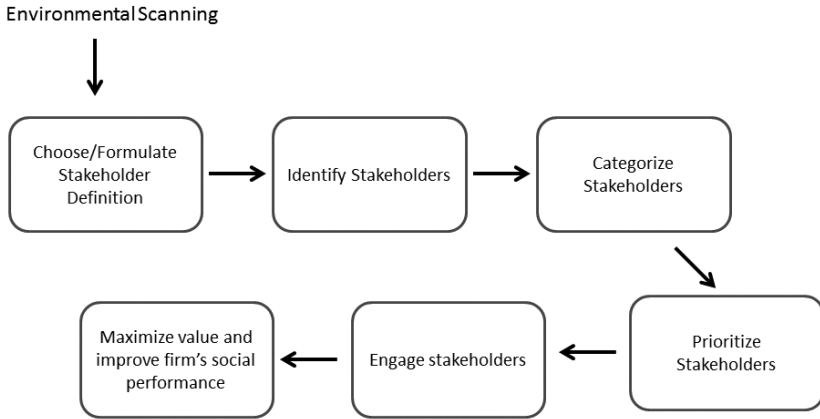 Environmental Scanning
Choose/Formulate
Stakeholder
Definition
Identify Stakeholders
Categorize
Stakeholders
Prioritize
Stakeholders
Engage stakeholders
Maximize value and
improve firm's social
performance